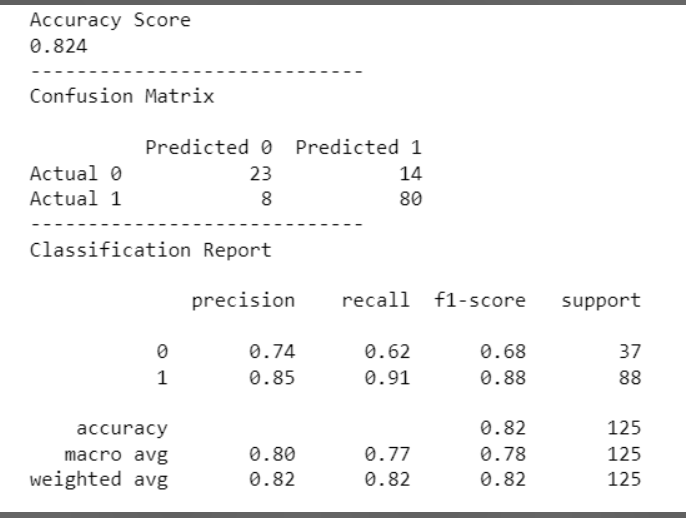 Accuracy Score
0.824
-----------------------------
Confusion Matrix
Predicted 0 Predicted 1
Actual 0 23 14
Actual 1 8 80
-----------------------------
Classification Report
precision recall f1-score support
0 0.74 0.62 0.68 37
1 0.85 0.91 0.88 88
accuracy 0.82 125
macro avg 0.80 0.77 0.78 125
weighted avg 0.82 0.82 0.82 125